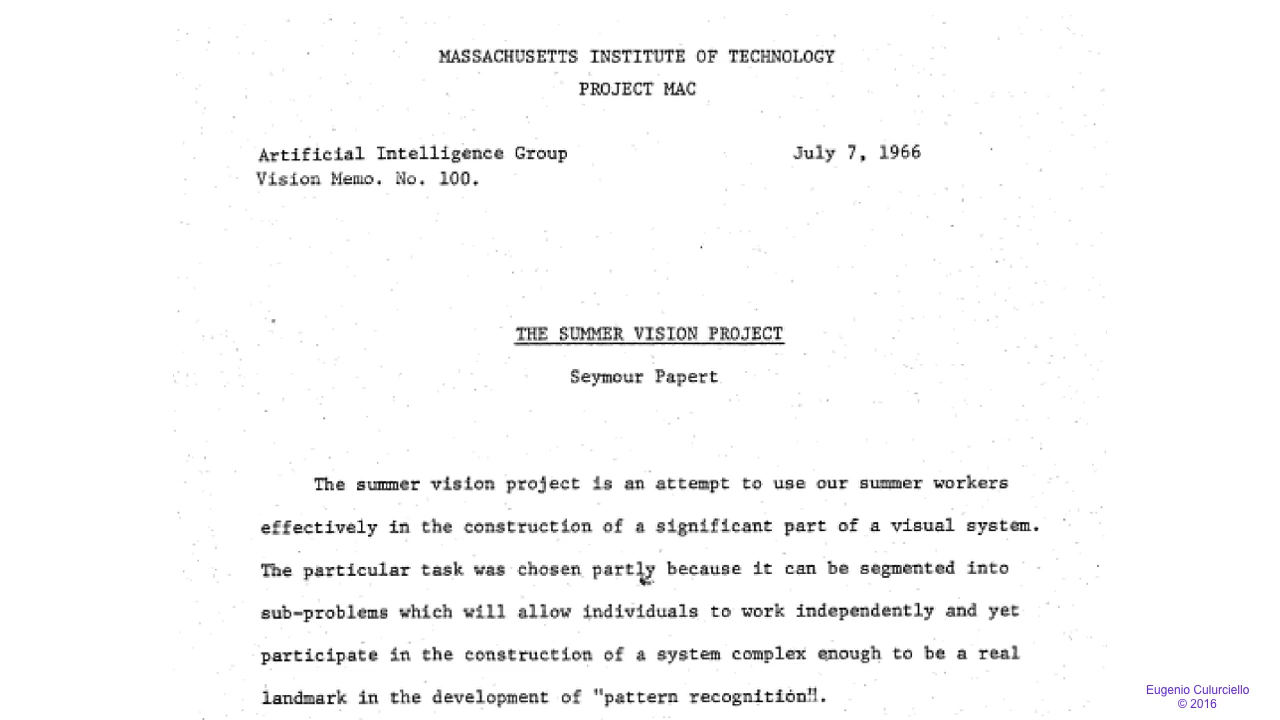 MASSACHUSETTS INSTITUTE OF TECHNOLOGY
PROJECT MAC
Artificial Intelligence Group
July 7, 1966
Vision Memo. No. 100.
THE SUMMER VISION PROJECT
Seymour Papert
The summer vision project is an attempt to use our summer workers
effectively in the construction of a significant part of a visual system.
The particular task was chosen partly because it can be segmented into
sub-problems which will allow individuals to work independently and yet
participate in the construction of a system complex enough to be a real
landmark in the development of "pattern recognition".
Eugenio Culurciello
© 2016